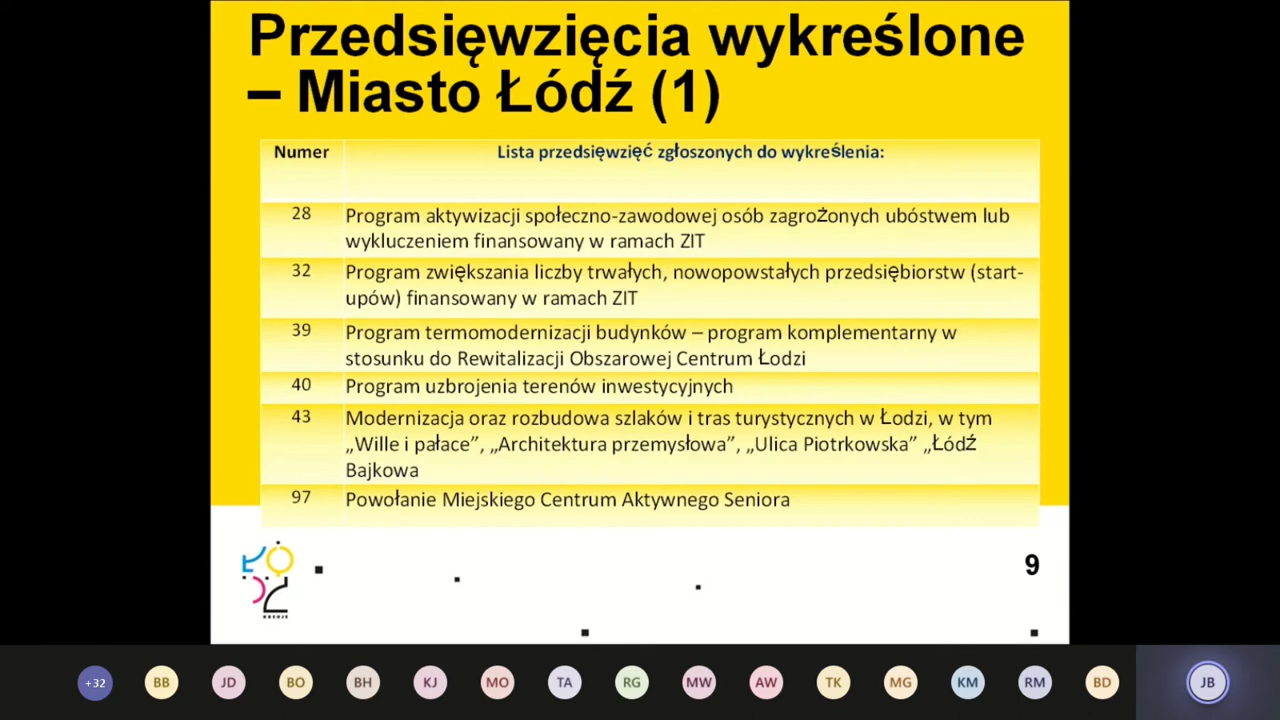 Przedsięwzięcia wykreślone
– Miasto Łódź (1)
Numer
Lista przedsięwzięć zgłoszonych do wykreślenia:
28
Program aktywizacji społeczno-zawodowej osób zagrożonych ubóstwem lub
wykluczeniem finansowany w ramach ZIT
32
Program zwiększania liczby trwałych, nowopowstałych przedsiębiorstw (start-
upów) finansowany w ramach ZIT
39
Program termomodernizacji budynków – program komplementarny w
stosunku do Rewitalizacji Obszarowej Centrum Łodzi
40
Program uzbrojenia terenów inwestycyjnych
43
Modernizacja oraz rozbudowa szlaków i tras turystycznych w Łodzi, w tym
„Wille i pałace”, „Architektura przemysłowa”, „Ulica Piotrkowska” „Łódź
Bajkowa
97
Powołanie Miejskiego Centrum Aktywnego Seniora
ŁÓDŹ
KREUJE
9
+32
BB
JD
BO
BH
KJ
MO
TA
RG
MW
AW
TK
MG
KM
RM
BD
JB